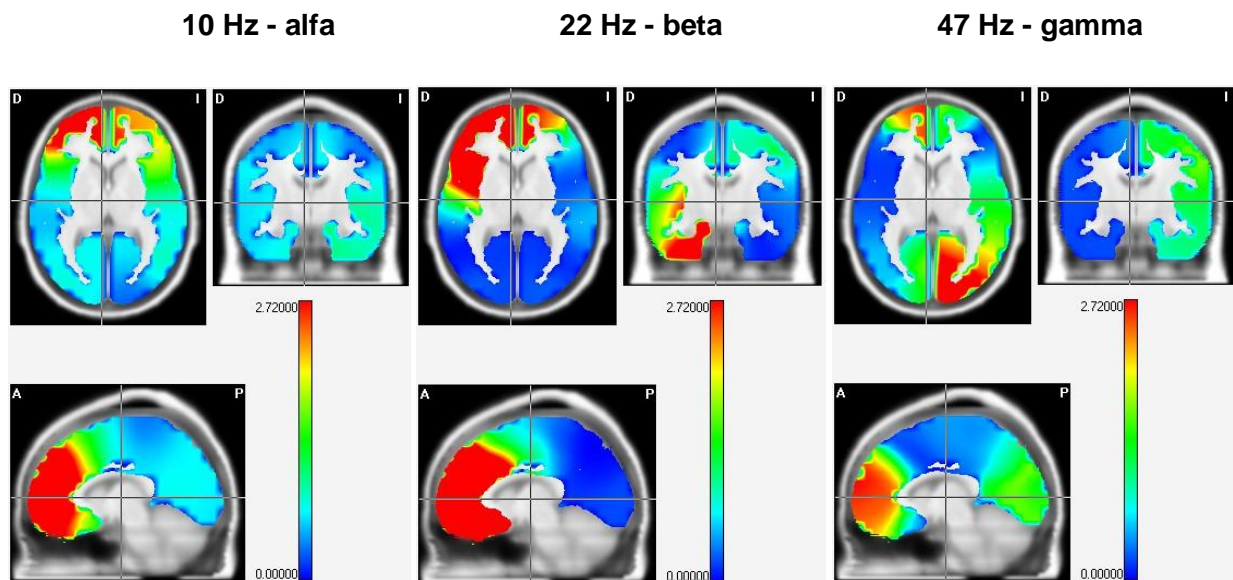 10 Hz - alfa 22 Hz - beta 47 Hz - gamma
D I D I D I D I D I D I
2.72000 2.72000 2.72000
A P A P A P
0.00000 0.00000 0.00000